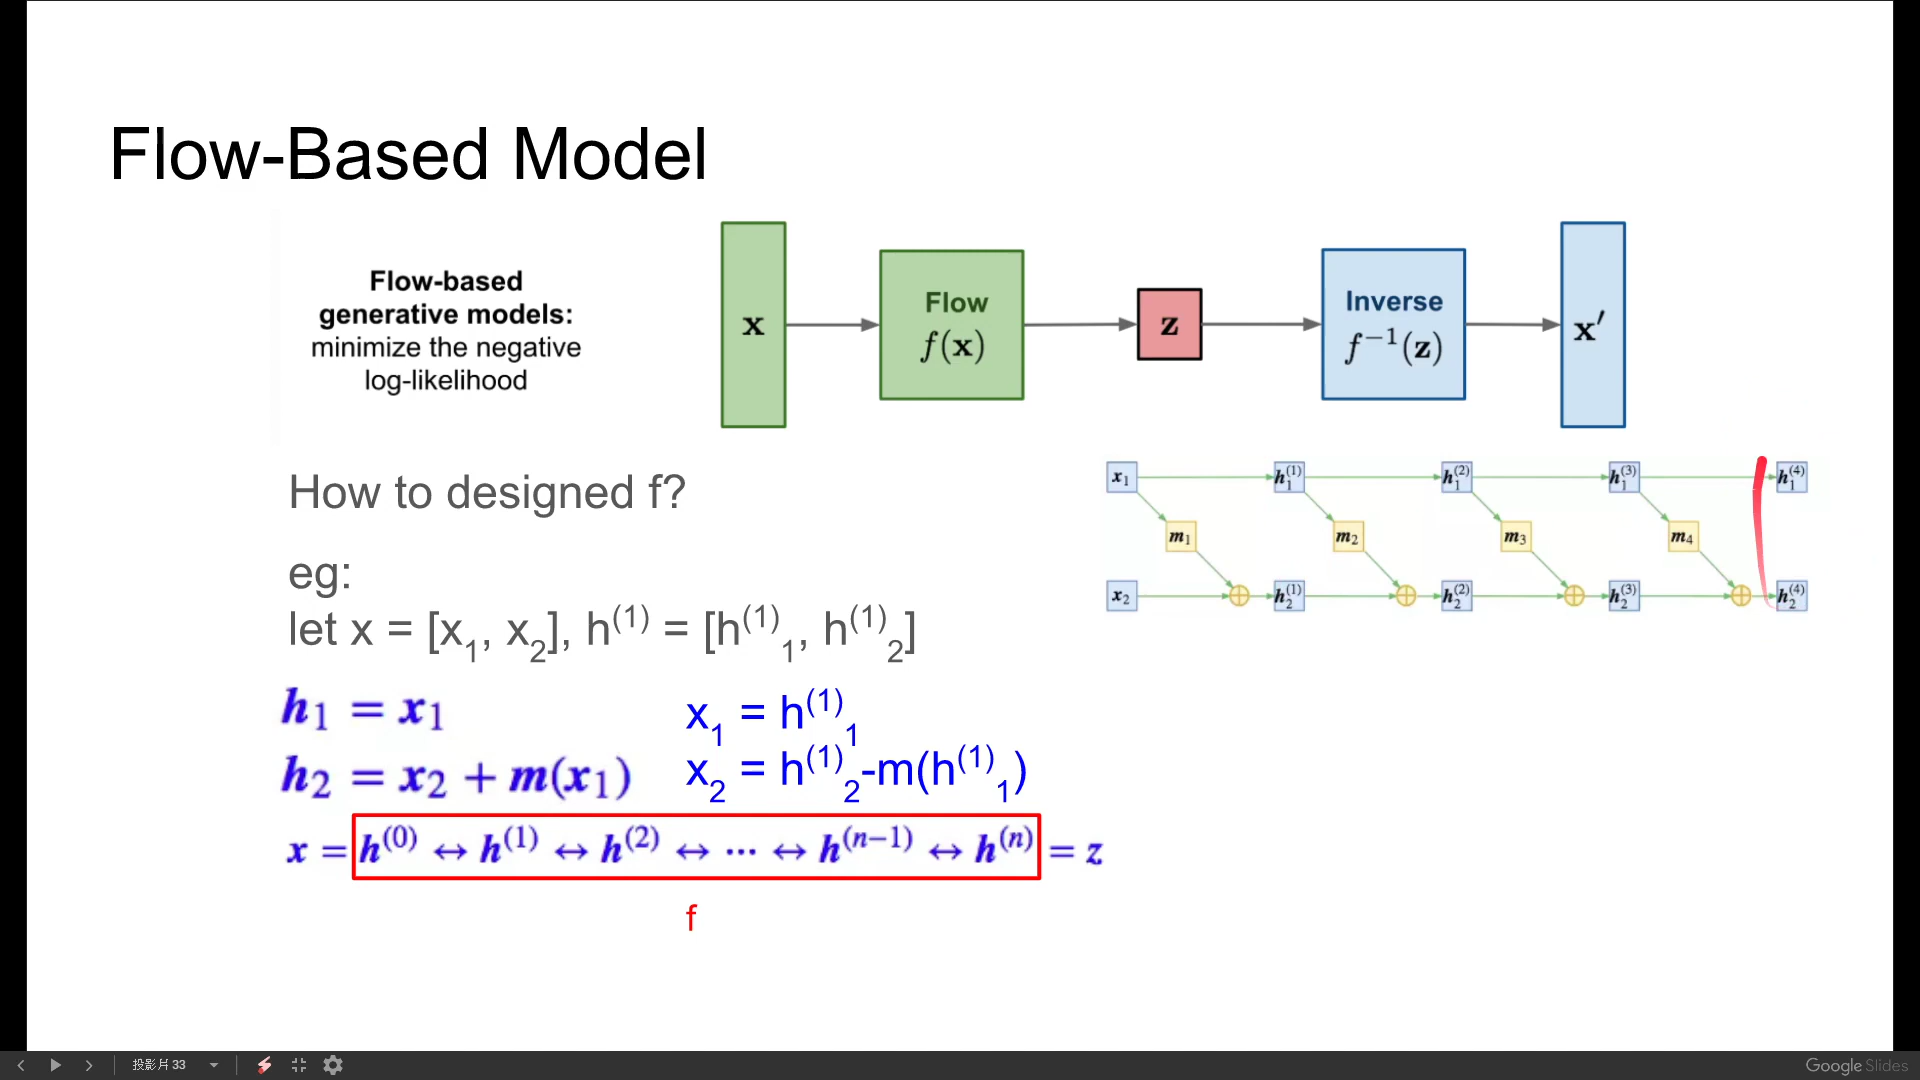 Flow-Based Model
Flow-based
generative models:
minimize the negative
log-likelihood
x
Flow
f(x)
z
Inverse
f⁻¹(z)
x′
How to designed f?
eg:
let x = [x₁, x₂], h⁽¹⁾ = [h⁽¹⁾₁, h⁽¹⁾₂]
x₁ h₁⁽¹⁾ h₁⁽²⁾ h₁⁽³⁾ h₁⁽⁴⁾
m₁ m₂ m₃ m₄
x₂ h₂⁽¹⁾ h₂⁽²⁾ h₂⁽³⁾ h₂⁽⁴⁾
h₁ = x₁
h₂ = x₂ + m(x₁)
x₁ = h⁽¹⁾₁
x₂ = h⁽¹⁾₂-m(h⁽¹⁾₁)
x = h⁽⁰⁾ ↔ h⁽¹⁾ ↔ h⁽²⁾ ↔ ··· ↔ h⁽ⁿ⁻¹⁾ ↔ h⁽ⁿ⁾ = z
f
投影片 33
Google Slides